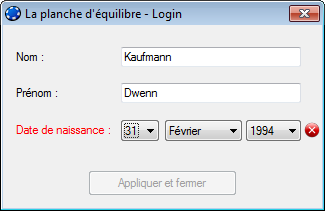 La planche d'équilibre - Login
Nom : Kaufmann
Prénom : Dwenn
Date de naissance : 31 Février 1994
Appliquer et fermer